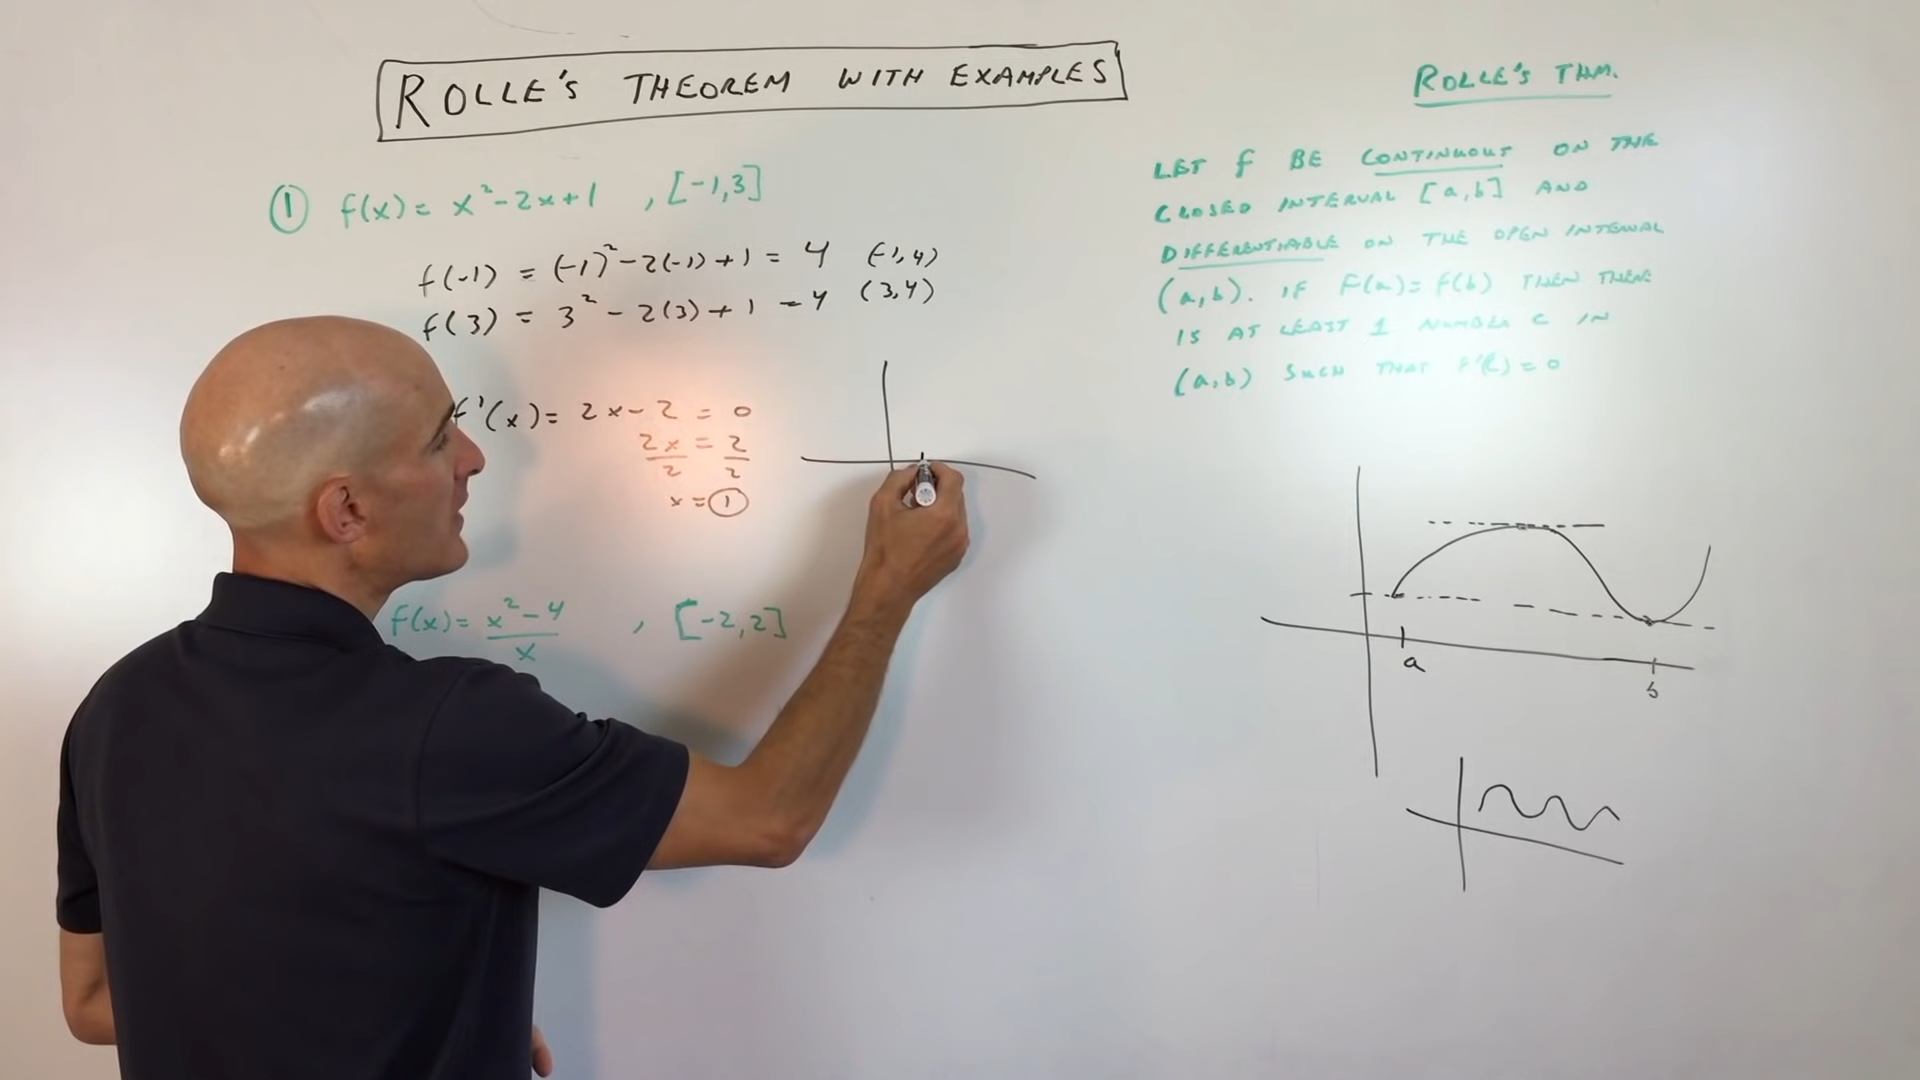 ROLLE'S THEOREM WITH EXAMPLES
① f(x) = x²-2x+1 , [-1,3]
f(-1) = (-1)²-2(-1)+1 = 4 (-1,4)
f(3) = 3²-2(3)+1 = 4 (3,4)
f'(x) = 2x-2 = 0
2x/2 = 2/2
x = 1
f(x) = x²-4/x , [-2,2]
ROLLE'S THM.
LET f BE CONTINUOUS ON THE
CLOSED INTERVAL [a,b] AND
DIFFERENTIABLE ON THE OPEN INTERVAL
(a,b). IF F(a) = f(b) THEN THERE
IS AT LEAST 1 NUMBER C IN
(a,b) SUCH THAT F'(c) = 0
a
b